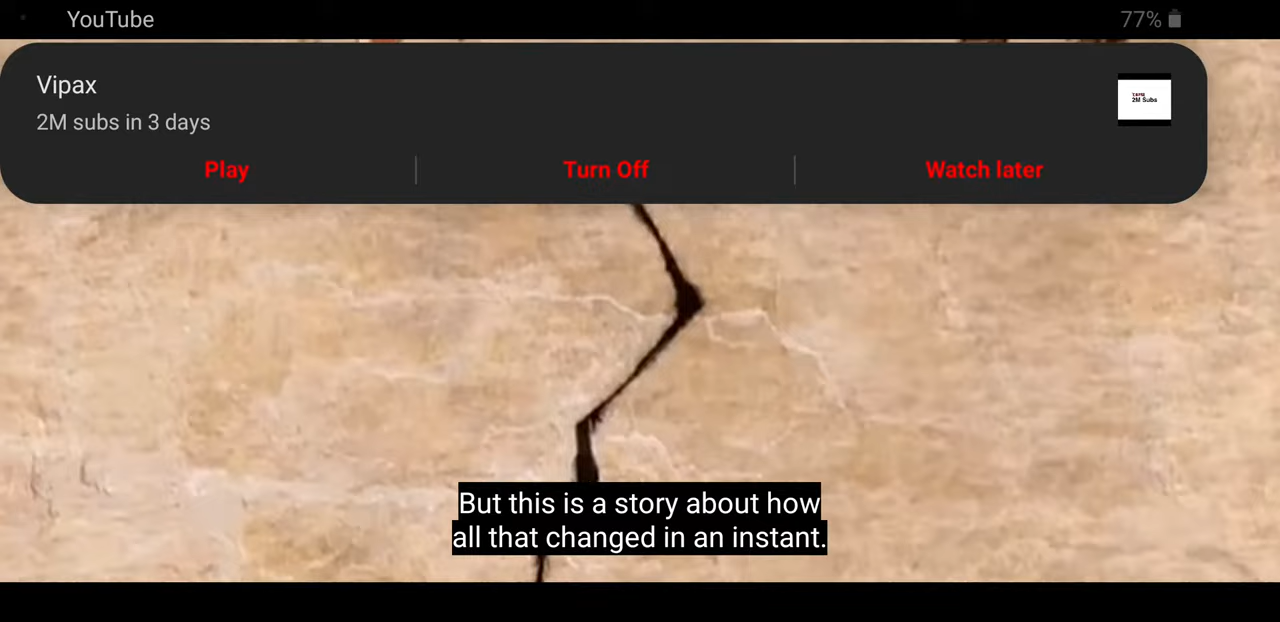 YouTube
77%
Vipax
2M subs in 3 days
2M Subs
Play
Turn Off
Watch later
But this is a story about how
all that changed in an instant.